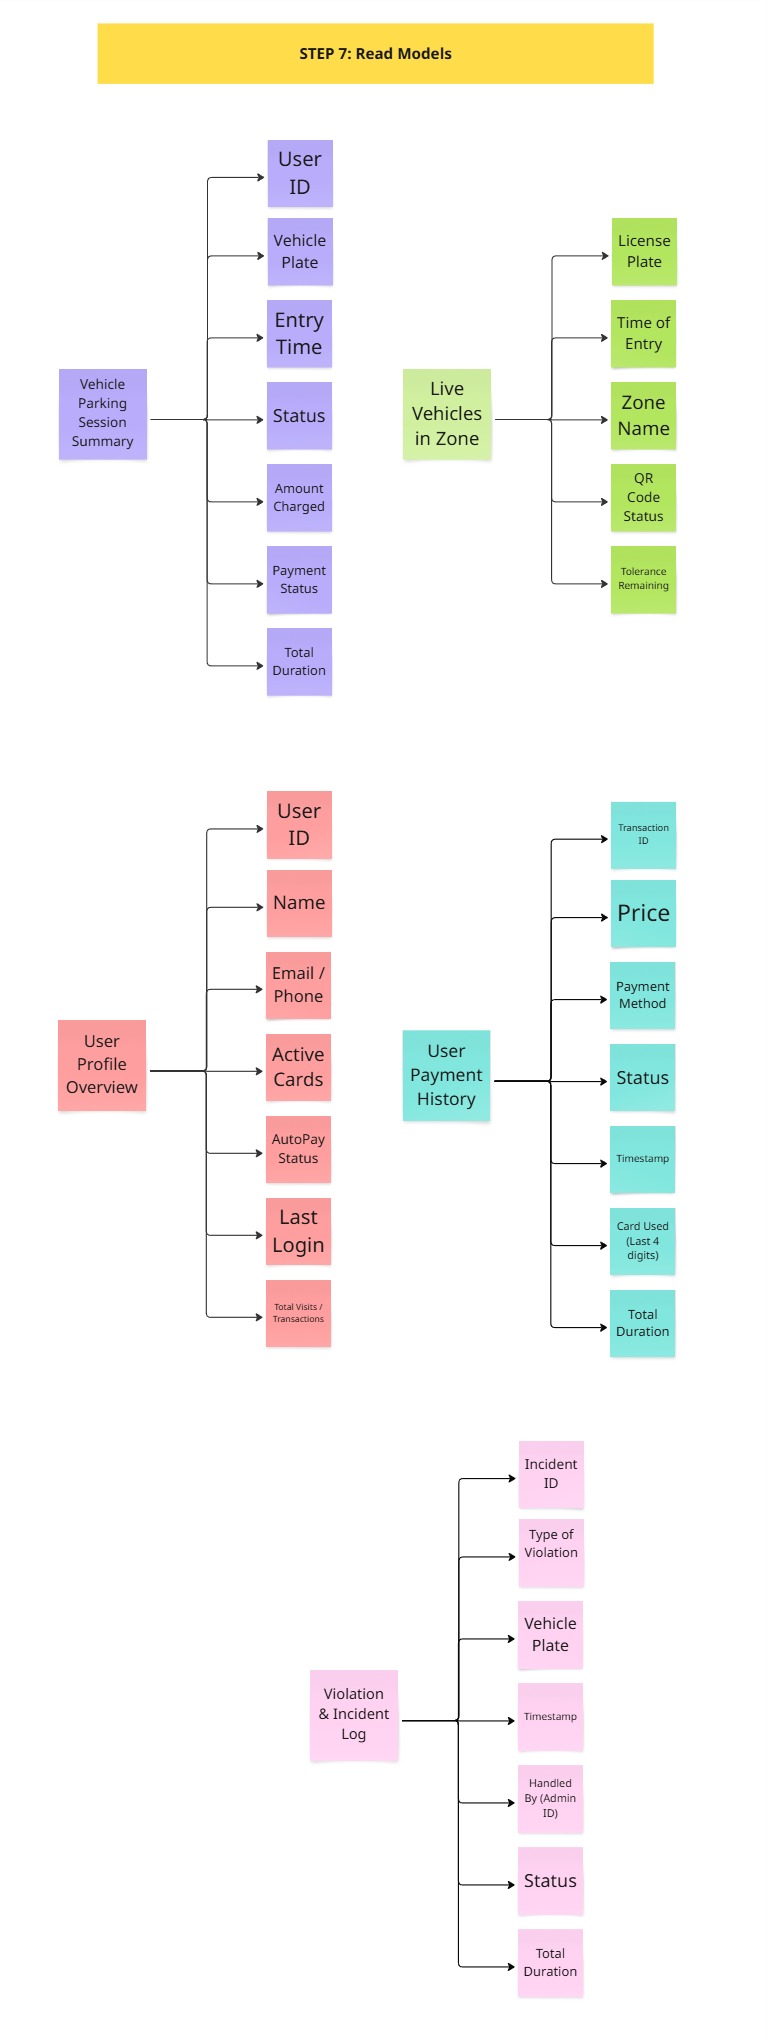 STEP 7: Read Models
Vehicle
Parking
Session
Summary
User
ID
Vehicle
Plate
Entry
Time
Status
Amount
Charged
Payment
Status
Total
Duration
Live
Vehicles
in Zone
License
Plate
Time of
Entry
Zone
Name
QR
Code
Status
Tolerance
Remaining
User
Profile
Overview
User
ID
Name
Email /
Phone
Active
Cards
AutoPay
Status
Last
Login
Total Visits /
Transactions
User
Payment
History
Transaction
ID
Price
Payment
Method
Status
Timestamp
Card Used
(Last 4
digits)
Total
Duration
Violation
& Incident
Log
Incident
ID
Type of
Violation
Vehicle
Plate
Timestamp
Handled
By (Admin
ID)
Status
Total
Duration